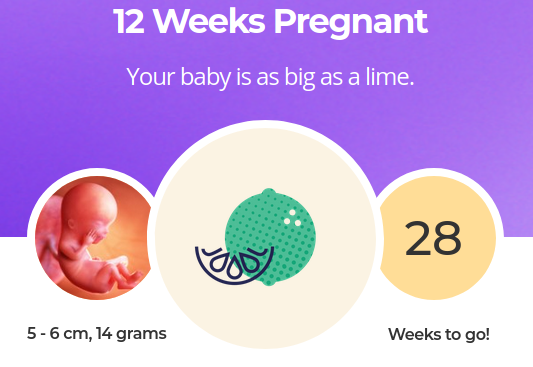 12 Weeks Pregnant
Your baby is as big as a lime.
28
5 - 6 cm, 14 grams
Weeks to go!